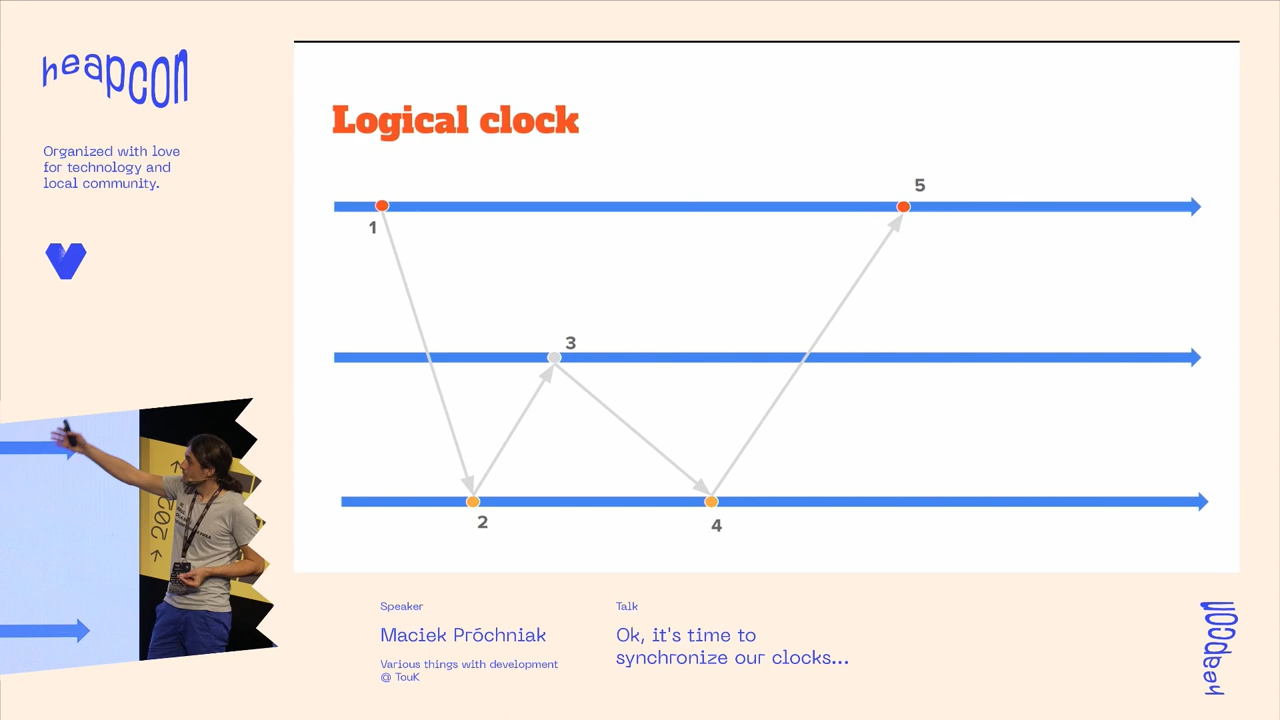 heapcon
Organized with love
for technology and
local community.
Logical clock
5
1
3
2
4
→ 202
Speaker
Maciek Próchniak
Various things with development
@ TouK
Talk
Ok, it's time to
synchronize our clocks...
heapcon